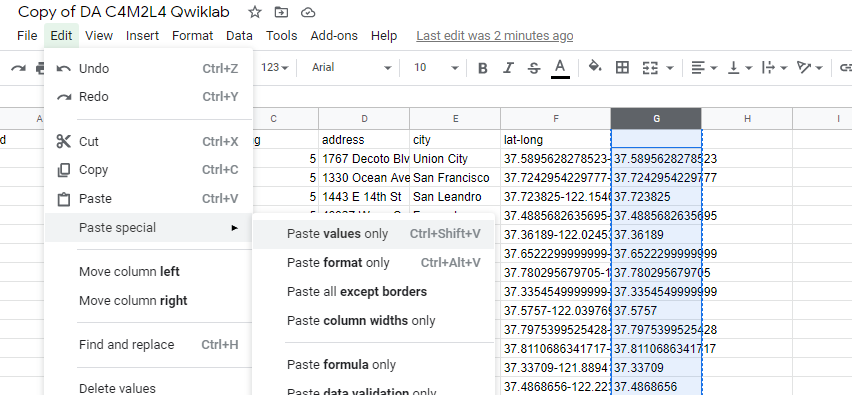 Copy of DA C4M2L4 Qwiklab
File Edit View Insert Format Data Tools Add-ons Help Last edit was 2 minutes ago
Undo Ctrl+Z
Redo Ctrl+Y
Cut Ctrl+X
Copy Ctrl+C
Paste Ctrl+V
Paste special
Move column left
Move column right
Find and replace Ctrl+H
Delete values
Paste values only Ctrl+Shift+V
Paste format only Ctrl+Alt+V
Paste all except borders
Paste column widths only
Paste formula only
Paste data validation only
123 Arial 10 B I S A
A C D E F G H I
d g address city lat-long
5 1767 Decoto Blv Union City 37.5895628278523- 37.5895628278523
5 1330 Ocean Ave San Francisco 37.7242954229777- 37.7242954229777
5 1443 E 14th St San Leandro 37.723825-122.1546 37.723825
5 37.4885682635695- 37.4885682635695
37.36189-122.0245 37.36189
37.6522299999999- 37.6522299999999
37.780295679705-1 37.780295679705
37.3354549999999- 37.3354549999999
37.5757-122.039769 37.5757
37.7975399525428- 37.7975399525428
37.8110686341717- 37.8110686341717
37.33709-121.8894 37.33709
37.4868656-122.22 37.4868656